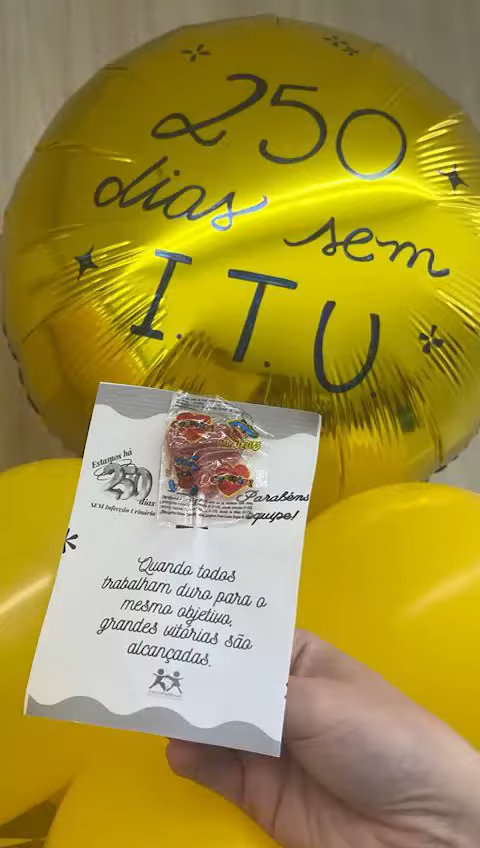 250
dias sem
I.T.U
Estamos há
250
dias
SEM Infecção Urinária
Parabéns
equipe!
Quando todos
trabalham duro para o
mesmo objetivo,
grandes vitórias são
alcançadas.